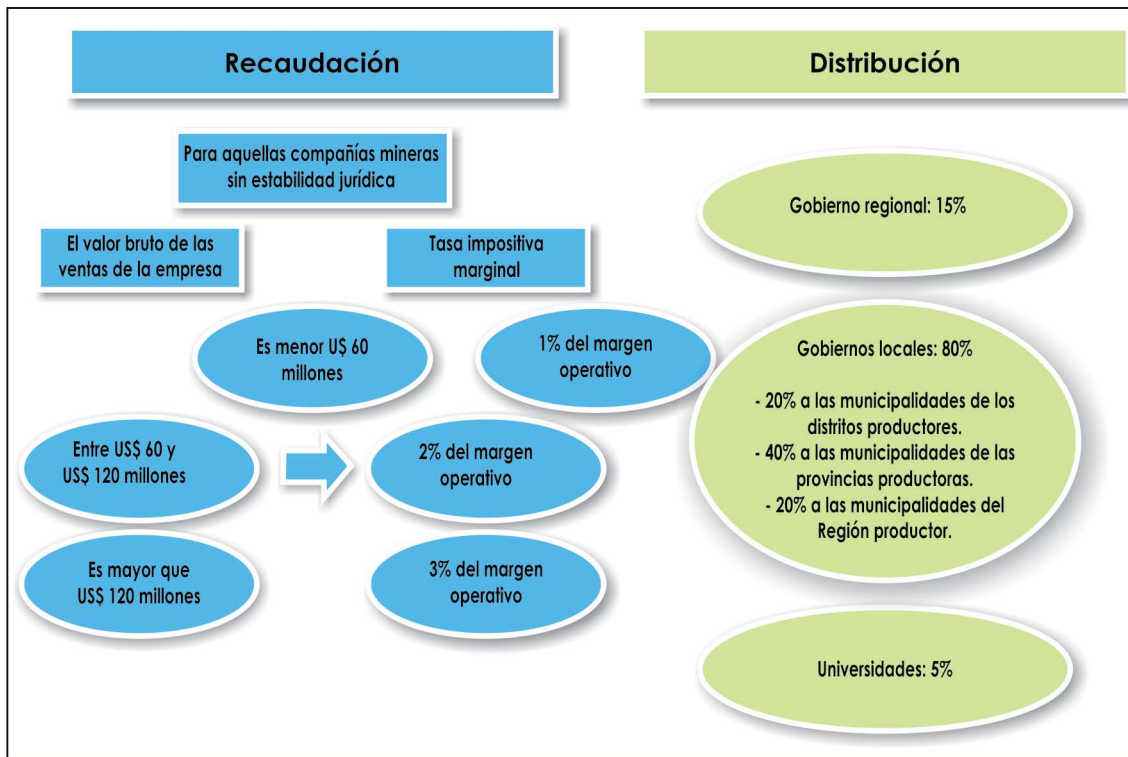 Recaudación
Distribución
Para aquellas compañías mineras
sin estabilidad jurídica
El valor bruto de las
ventas de la empresa
Tasa impositiva
marginal
Es menor U$ 60
millones
1% del margen
operativo
Entre US$ 60 y
US$ 120 millones
2% del margen
operativo
Es mayor que
US$ 120 millones
3% del margen
operativo
Gobierno regional: 15%
Gobiernos locales: 80%
- 20% a las municipalidades de los
distritos productores.
- 40% a las municipalidades de las
provincias productoras.
- 20% a las municipalidades del
Región productor.
Universidades: 5%